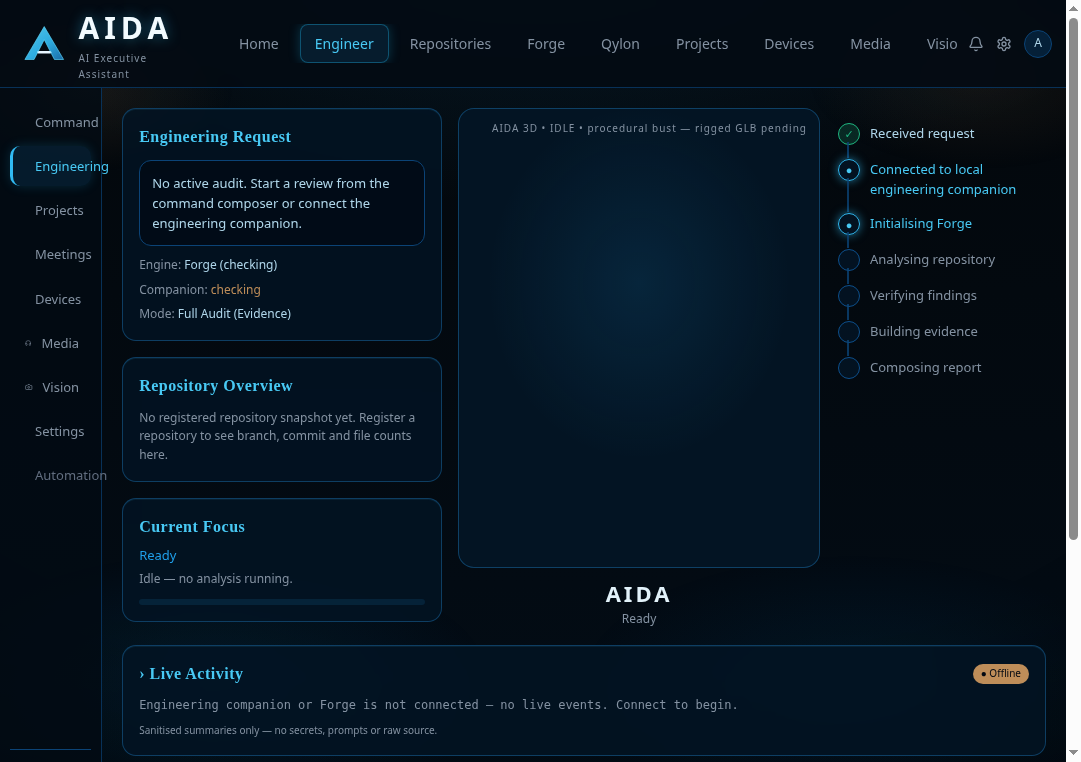 AIDA
AI Executive
Assistant
Home
Engineer
Repositories
Forge
Qylon
Projects
Devices
Media
Visio
A
Command
Engineering
Projects
Meetings
Devices
Media
Vision
Settings
Automation
Engineering Request
No active audit. Start a review from the
command composer or connect the
engineering companion.
Engine: Forge (checking)
Companion: checking
Mode: Full Audit (Evidence)
Repository Overview
No registered repository snapshot yet. Register a
repository to see branch, commit and file counts
here.
Current Focus
Ready
Idle — no analysis running.
AIDA 3D • IDLE • procedural bust — rigged GLB pending
AIDA
Ready
✓ Received request
Connected to local
engineering companion
Initialising Forge
Analysing repository
Verifying findings
Building evidence
Composing report
› Live Activity
● Offline
Engineering companion or Forge is not connected — no live events. Connect to begin.
Sanitised summaries only — no secrets, prompts or raw source.